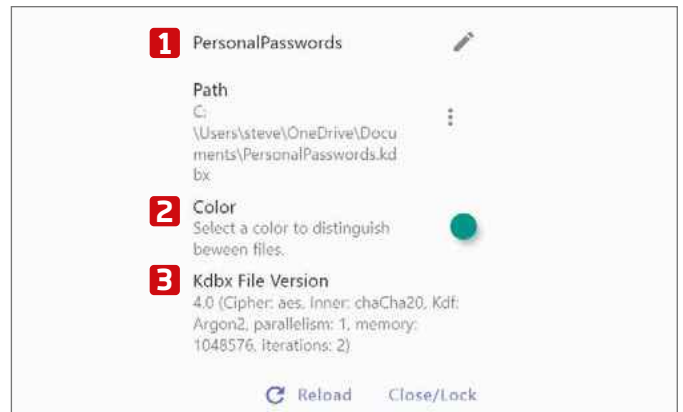 1 PersonalPasswords
Path
C:
\Users\steve\OneDrive\Docu
ments\PersonalPasswords.kd
bx
2 Color
Select a color to distinguish
beween files.
3 Kdbx File Version
4.0 (Cipher: aes, Inner: chaCha20, Kdf:
Argon2, parallelism: 1, memory:
1048576, iterations: 2)
Reload Close/Lock